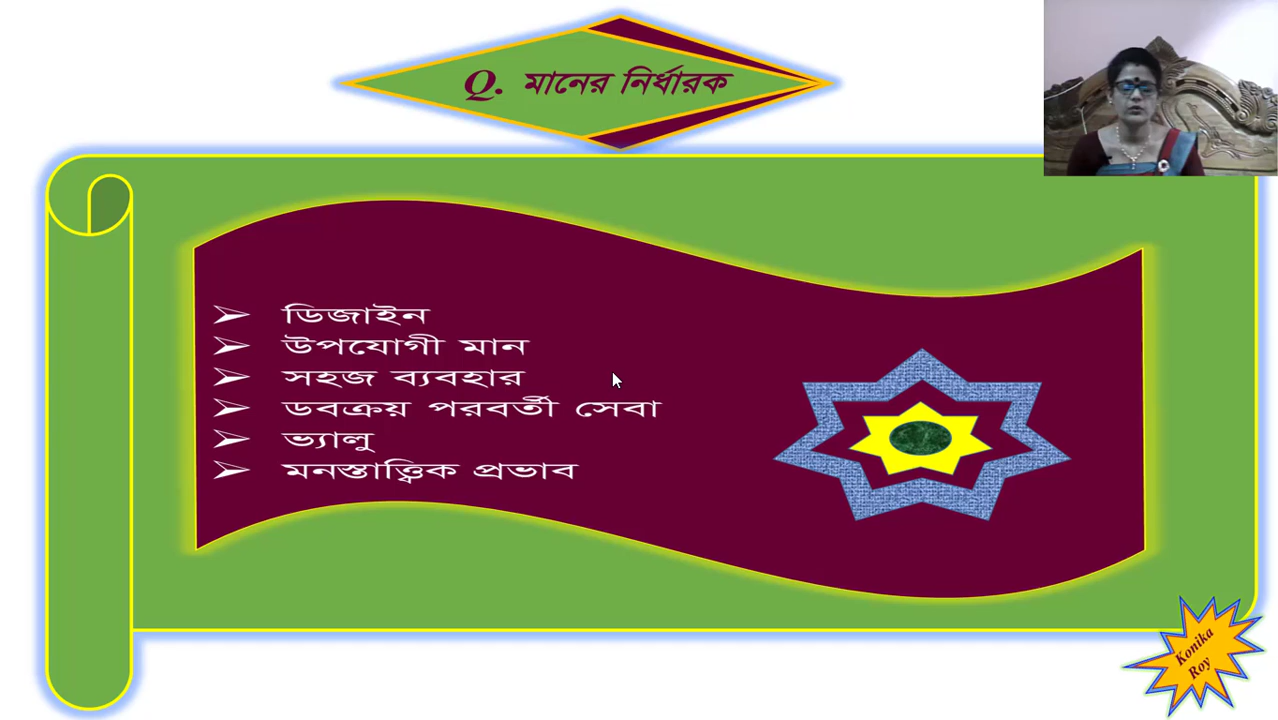 Q. মানের নির্ধারক
ডিজাইন
উপযোগী মান
সহজ ব্যবহার
ডবক্রয় পরবর্তী সেবা
ভ্যালু
মনস্তাত্ত্বিক প্রভাব
Konika
Roy